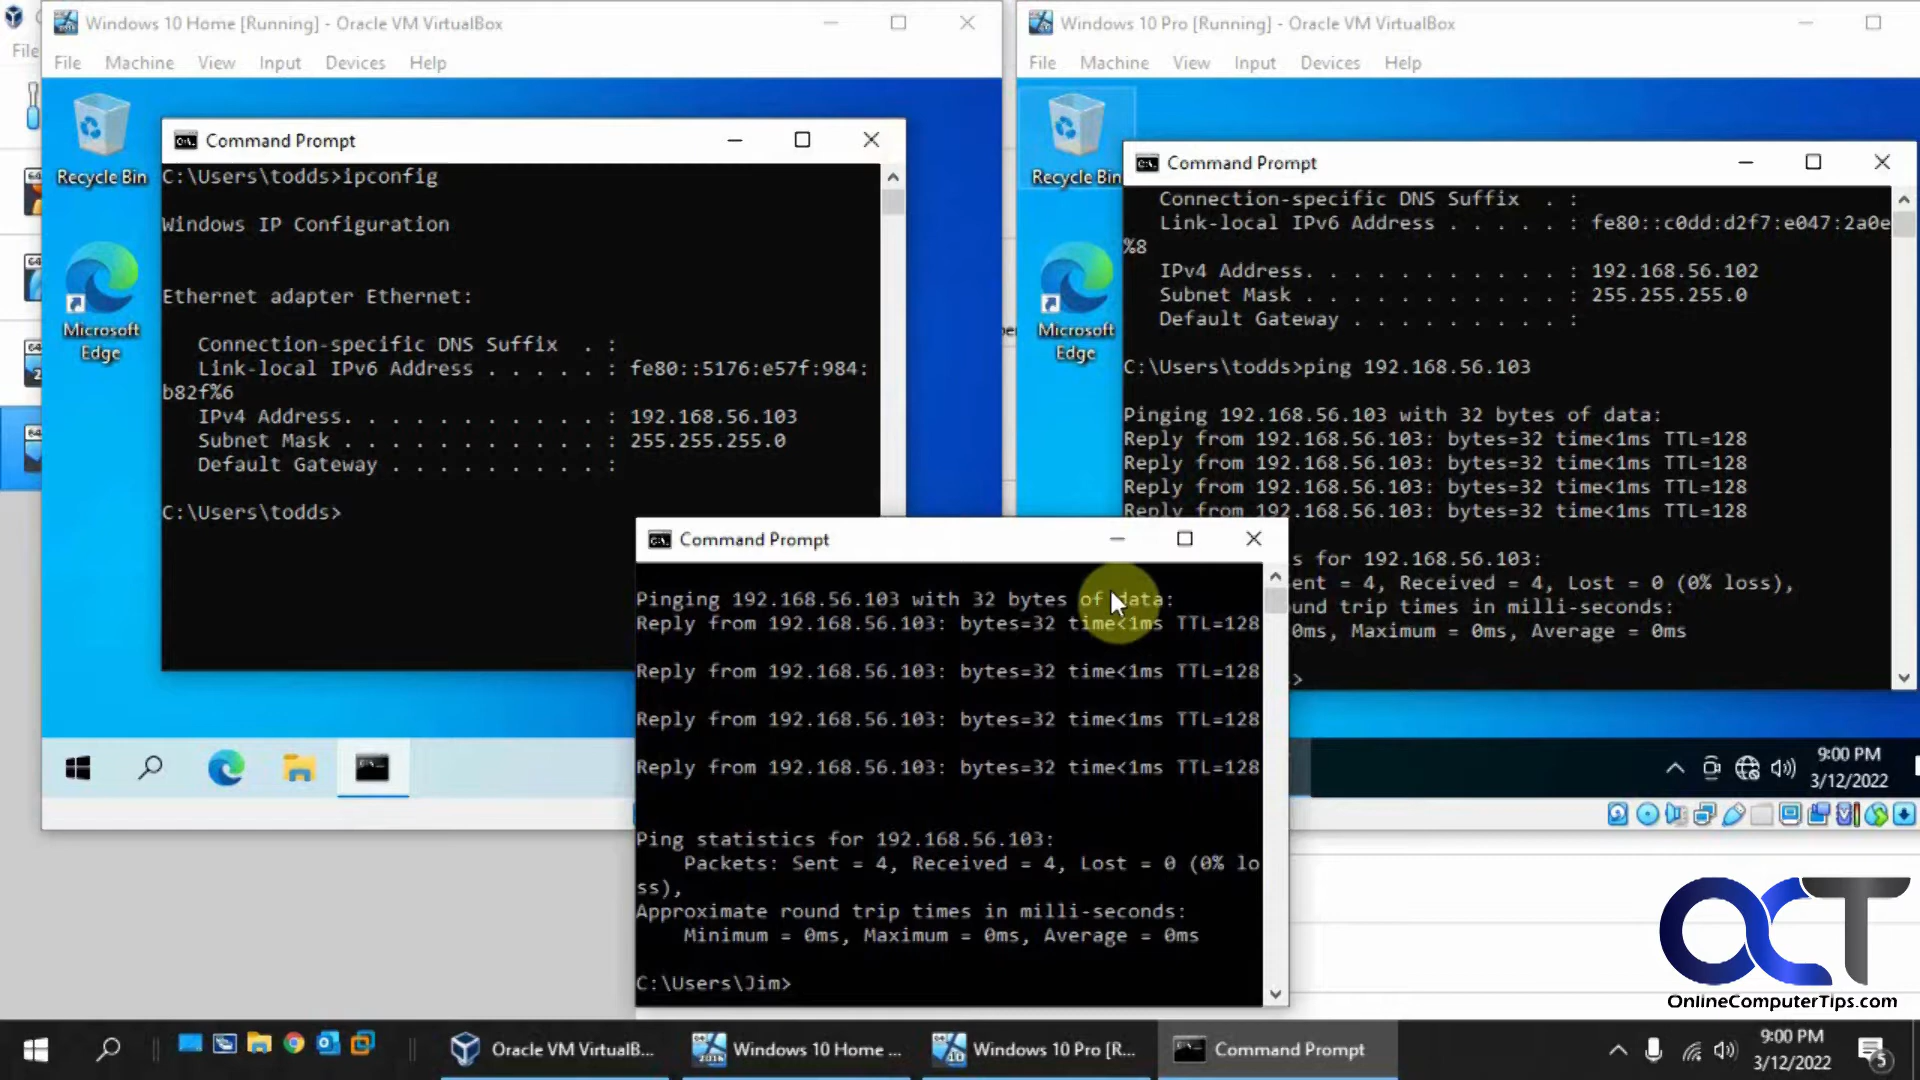 Windows 10 Home [Running] - Oracle VM VirtualBox
File Machine View Input Devices Help
Recycle Bin
Microsoft
Edge
Command Prompt
C:\Users\todds>ipconfig
Windows IP Configuration
Ethernet adapter Ethernet:
Connection-specific DNS Suffix . :
Link-local IPv6 Address . . . . . : fe80::5176:e57f:984:
b82f%6
IPv4 Address. . . . . . . . . . . : 192.168.56.103
Subnet Mask . . . . . . . . . . . : 255.255.255.0
Default Gateway . . . . . . . . . :
C:\Users\todds>
Windows 10 Pro [Running] - Oracle VM VirtualBox
File Machine View Input Devices Help
Recycle Bin
Microsoft
Edge
Command Prompt
Connection-specific DNS Suffix . :
Link-local IPv6 Address . . . . . : fe80::c0dd:d2f7:e047:2a0e
%8
IPv4 Address. . . . . . . . . . . : 192.168.56.102
Subnet Mask . . . . . . . . . . . : 255.255.255.0
Default Gateway . . . . . . . . . :
C:\Users\todds>ping 192.168.56.103
Pinging 192.168.56.103 with 32 bytes of data:
Reply from 192.168.56.103: bytes=32 time<1ms TTL=128
Reply from 192.168.56.103: bytes=32 time<1ms TTL=128
Reply from 192.168.56.103: bytes=32 time<1ms TTL=128
Reply from 192.168.56.103: bytes=32 time<1ms TTL=128
s for 192.168.56.103:
ent = 4, Received = 4, Lost = 0 (0% loss),
und trip times in milli-seconds:
0ms, Maximum = 0ms, Average = 0ms
>
9:00 PM
3/12/2022
Command Prompt
Pinging 192.168.56.103 with 32 bytes of data:
Reply from 192.168.56.103: bytes=32 time<1ms TTL=128
Reply from 192.168.56.103: bytes=32 time<1ms TTL=128
Reply from 192.168.56.103: bytes=32 time<1ms TTL=128
Reply from 192.168.56.103: bytes=32 time<1ms TTL=128
Ping statistics for 192.168.56.103:
Packets: Sent = 4, Received = 4, Lost = 0 (0% lo
ss),
Approximate round trip times in milli-seconds:
Minimum = 0ms, Maximum = 0ms, Average = 0ms
C:\Users\Jim>
OCT
OnlineComputerTips.com
Oracle VM VirtualB...
Windows 10 Home ...
Windows 10 Pro [R...
Command Prompt
9:00 PM
3/12/2022
5